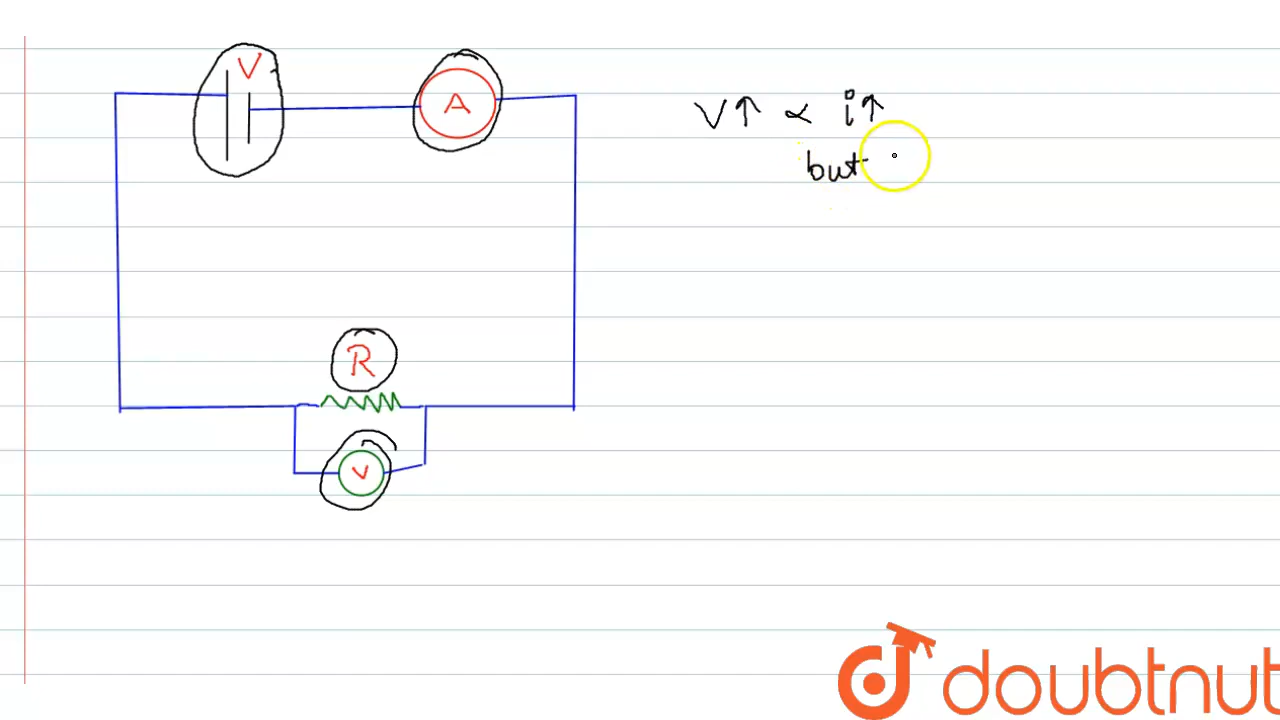 V
A
V↑ ∝ i↑
but
R
V
doubtnut